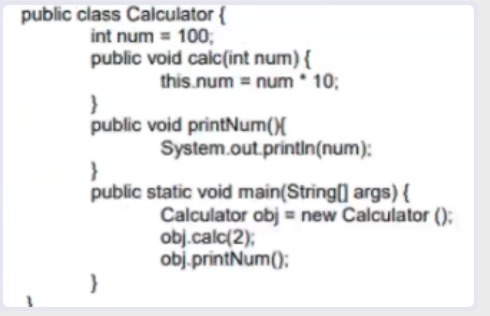 public class Calculator {
int num = 100;
public void calc(int num) {
this.num = num * 10;
}
public void printNum(){
System.out.println(num);
}
public static void main(String[] args) {
Calculator obj = new Calculator ();
obj.calc(2);
obj.printNum();
}
}